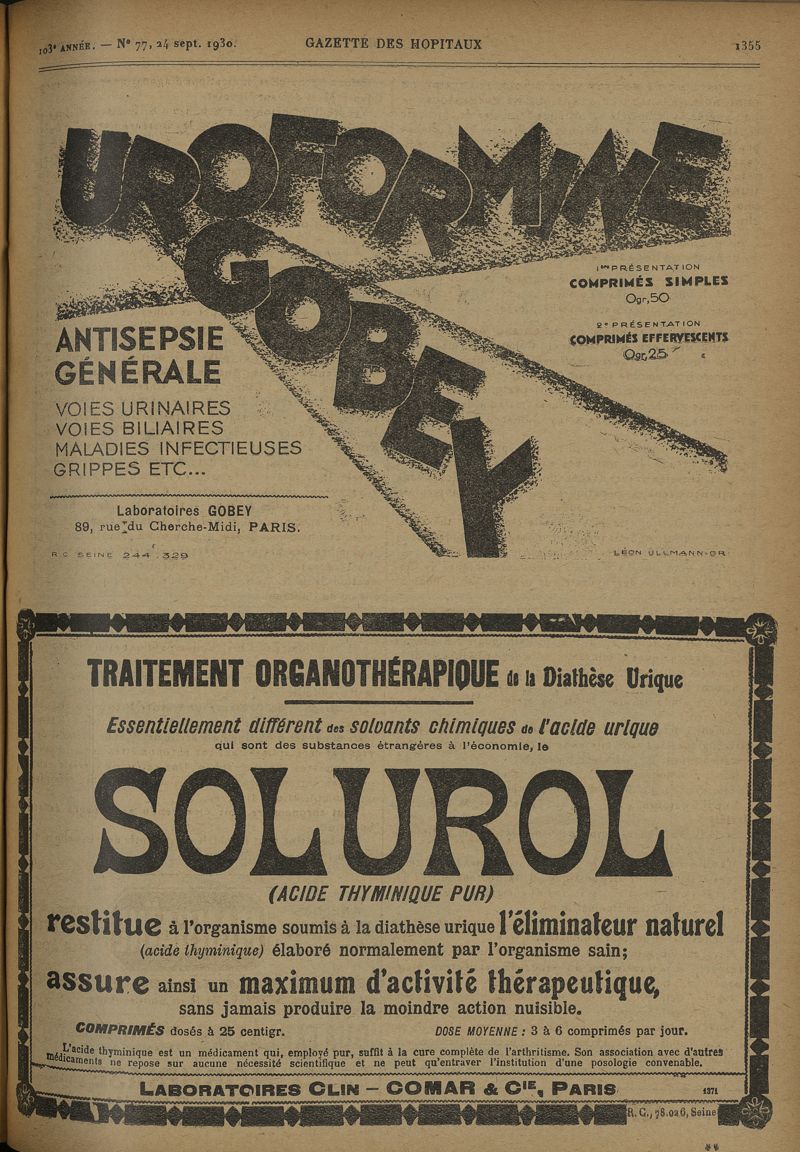 103e ANNÉE. — No 77, 24 sept. 1930. GAZETTE DES HOPITAUX 1355
UROFORMINE
GOBEY
1ère PRÉSENTATION
COMPRIMÉS SIMPLES
0gr,50
2e PRÉSENTATION
COMPRIMÉS EFFERVESCENTS
0gr,25
ANTISEPSIE
GÉNÉRALE
VOIES URINAIRES
VOIES BILIAIRES
MALADIES INFECTIEUSES
GRIPPES ETC...
Laboratoires GOBEY
89, rue du Cherche-Midi, PARIS.
R.C SEINE 244.329
LÉON ULLMANN-OR
TRAITEMENT ORGANOTHÉRAPIQUE de la Diathèse Urique
Essentiellement différent des solvants chimiques de l'acide urique
qui sont des substances étrangères à l'économie, le
SOLUROL
(ACIDE THYMINIQUE PUR)
restitue à l'organisme soumis à la diathèse urique l'éliminateur naturel
(acide thyminique) élaboré normalement par l'organisme sain;
assure ainsi un maximum d'activité thérapeutique,
sans jamais produire la moindre action nuisible.
COMPRIMÉS dosés à 25 centigr. DOSE MOYENNE : 3 à 6 comprimés par jour.
L'acide thyminique est un médicament qui, employé pur, suffit à la cure complète de l'arthritisme. Son association avec d'autres
médicaments ne repose sur aucune nécessité scientifique et ne peut qu'entraver l'institution d'une posologie convenable.
LABORATOIRES CLIN — COMAR & CIE, PARIS 1371
R. C., 78.026, Seine
**